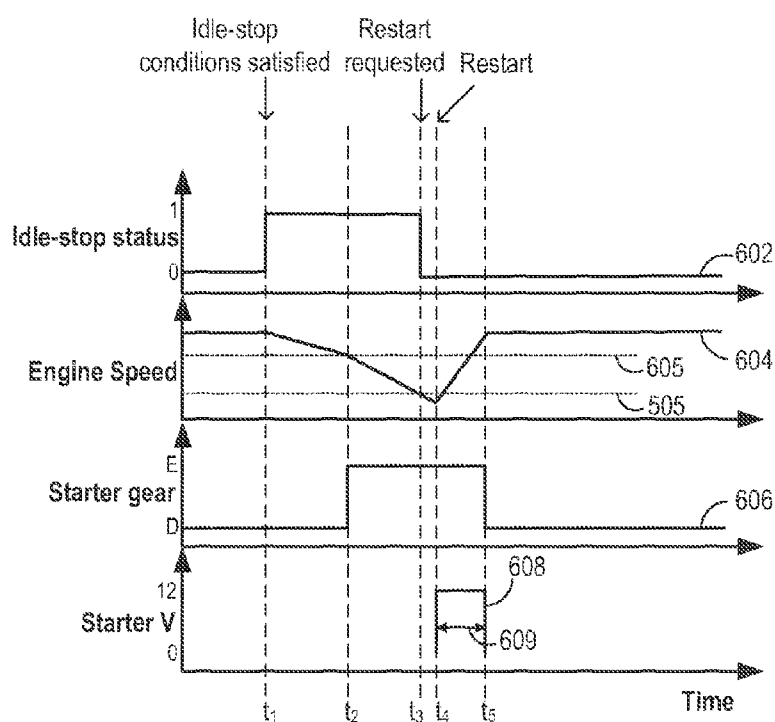 Idle-stop
conditions satisfied
Restart
requested
Restart
1
Idle-stop status
0
602
Engine Speed
604
605
505
E
Starter gear
D
606
12
Starter V
0
608
609
Time
t₁
t₂
t₃
t₄
t₅